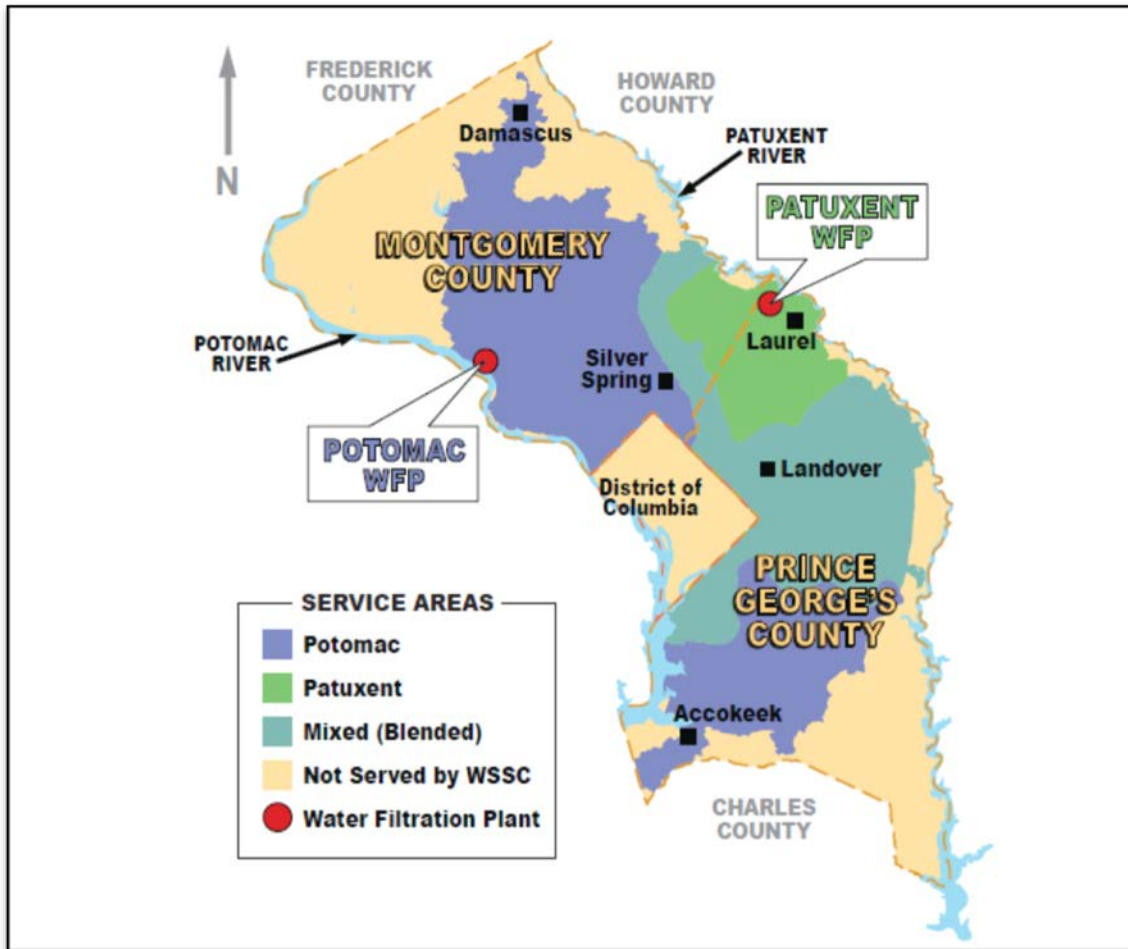 FREDERICK
COUNTY
HOWARD
COUNTY
N
Damascus
PATUXENT
RIVER
PATUXENT
WFP
MONTGOMERY
COUNTY
POTOMAC
RIVER
Laurel
Silver
Spring
POTOMAC
WFP
Landover
District of
Columbia
PRINCE
GEORGE'S
COUNTY
SERVICE AREAS
Potomac
Patuxent
Mixed (Blended)
Not Served by WSSC
Water Filtration Plant
Accokeek
CHARLES
COUNTY